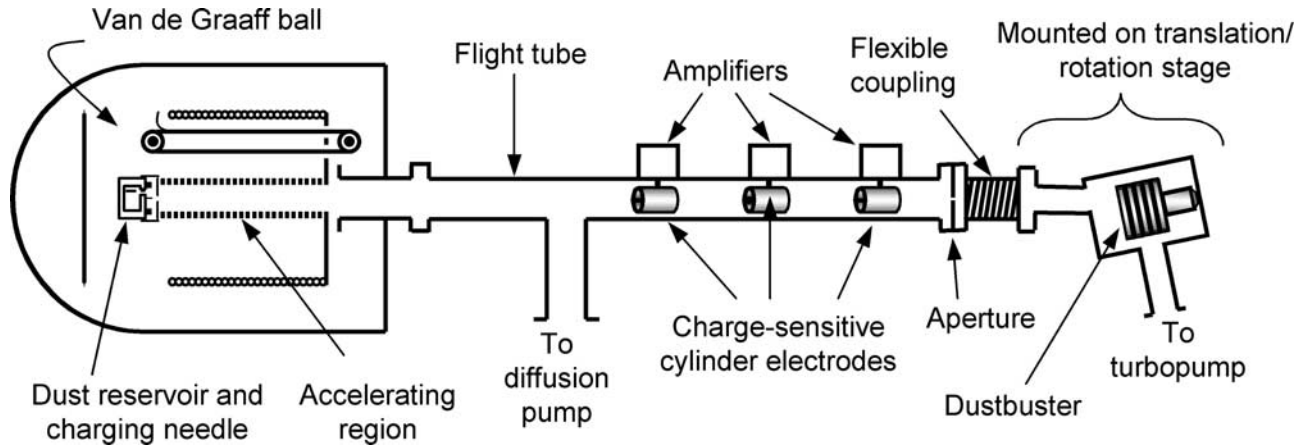 Van de Graaff ball
Flight tube
Amplifiers
Flexible
coupling
Mounted on translation/
rotation stage
Dust reservoir and
charging needle
Accelerating
region
To
diffusion
pump
Charge-sensitive
cylinder electrodes
Aperture
Dustbuster
To
turbopump